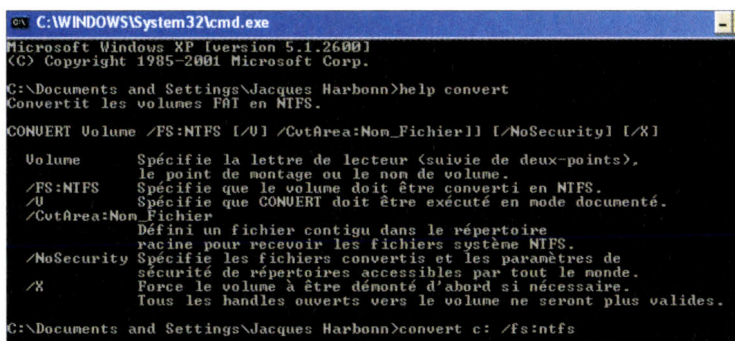 C:\WINDOWS\System32\cmd.exe
Microsoft Windows XP [version 5.1.2600]
(C) Copyright 1985-2001 Microsoft Corp.
C:\Documents and Settings\Jacques Harbonn>help convert
Convertit les volumes FAT en NTFS.
CONVERT Volume /FS:NTFS [/V] /CvtArea:Nom_Fichier]] [/NoSecurity] [/X]
Volume Spécifie la lettre de lecteur (suivie de deux-points),
le point de montage ou le nom de volume.
/FS:NTFS Spécifie que le volume doit être converti en NTFS.
/V Spécifie que CONVERT doit être exécuté en mode documenté.
/CvtArea:Nom_Fichier
Défini un fichier contigu dans le répertoire
racine pour recevoir les fichiers système NTFS.
/NoSecurity Spécifie les fichiers convertis et les paramètres de
sécurité de répertoires accessibles par tout le monde.
/X Force le volume à être démonté d'abord si nécessaire.
Tous les handles ouverts vers le volume ne seront plus valides.
C:\Documents and Settings\Jacques Harbonn>convert c: /fs:ntfs